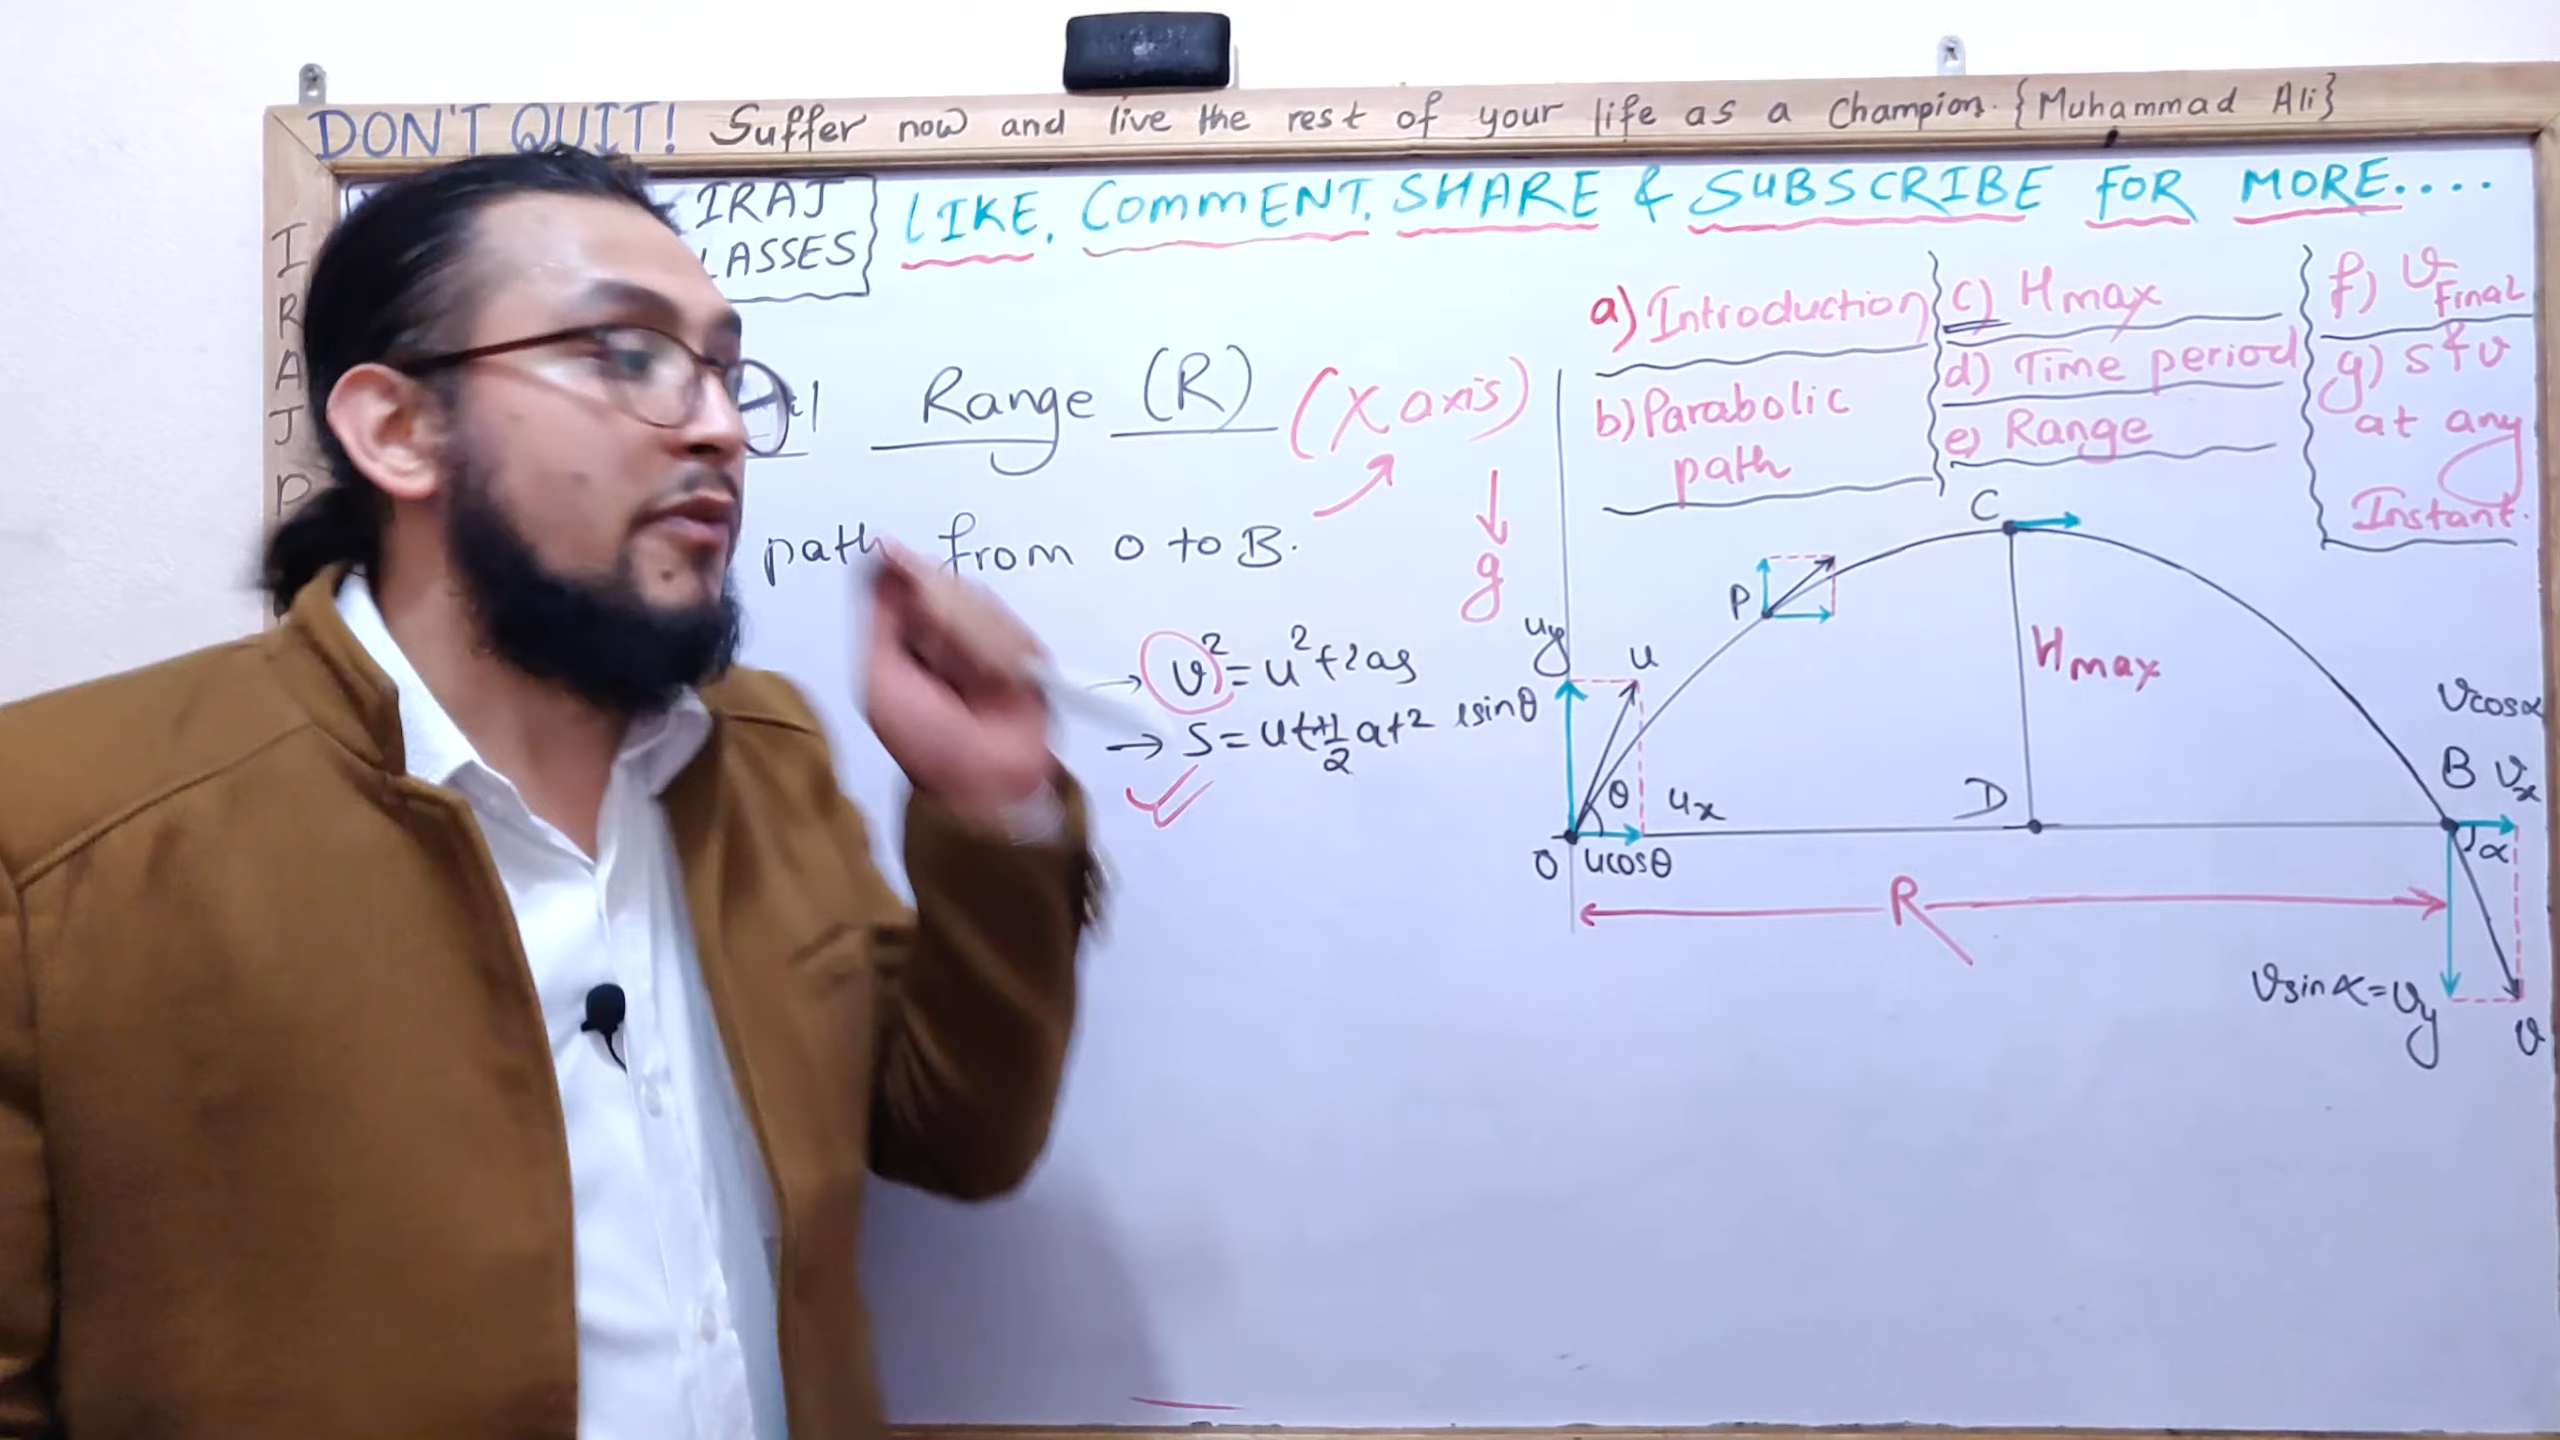 DON'T QUIT! Suffer now and live the rest of your life as a Champion. {Muhammad Ali}
IRAJ
LASSES
LIKE, COMMENT, SHARE & SUBSCRIBE FOR MORE....
I
R
A
J
P
a) Introduction
b) Parabolic
path
c) Hmax
d) Time period
e) Range
f) v Final
g) s & v
at any
Instant.
Range (R) (X axis)
g
path from O to B.
→ v² = u² + 2as
→ s = ut + 1/2 at²
C
P
uy
u
sinθ
Hmax
θ
ux
D
O
ucosθ
vcosα
B vx
α
R
vsinα = vy
v